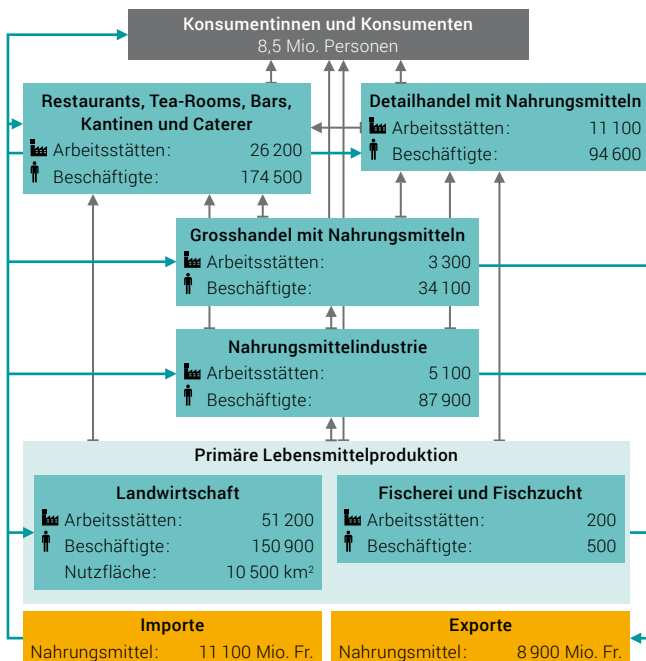 Konsumentinnen und Konsumenten
8,5 Mio. Personen
Restaurants, Tea-Rooms, Bars,
Kantinen und Caterer
Arbeitsstätten: 26 200
Beschäftigte: 174 500
Detailhandel mit Nahrungsmitteln
Arbeitsstätten: 11 100
Beschäftigte: 94 600
Grosshandel mit Nahrungsmitteln
Arbeitsstätten: 3 300
Beschäftigte: 34 100
Nahrungsmittelindustrie
Arbeitsstätten: 5 100
Beschäftigte: 87 900
Primäre Lebensmittelproduktion
Landwirtschaft
Arbeitsstätten: 51 200
Beschäftigte: 150 900
Nutzfläche: 10 500 km²
Fischerei und Fischzucht
Arbeitsstätten: 200
Beschäftigte: 500
Importe
Nahrungsmittel: 11 100 Mio. Fr.
Exporte
Nahrungsmittel: 8 900 Mio. Fr.